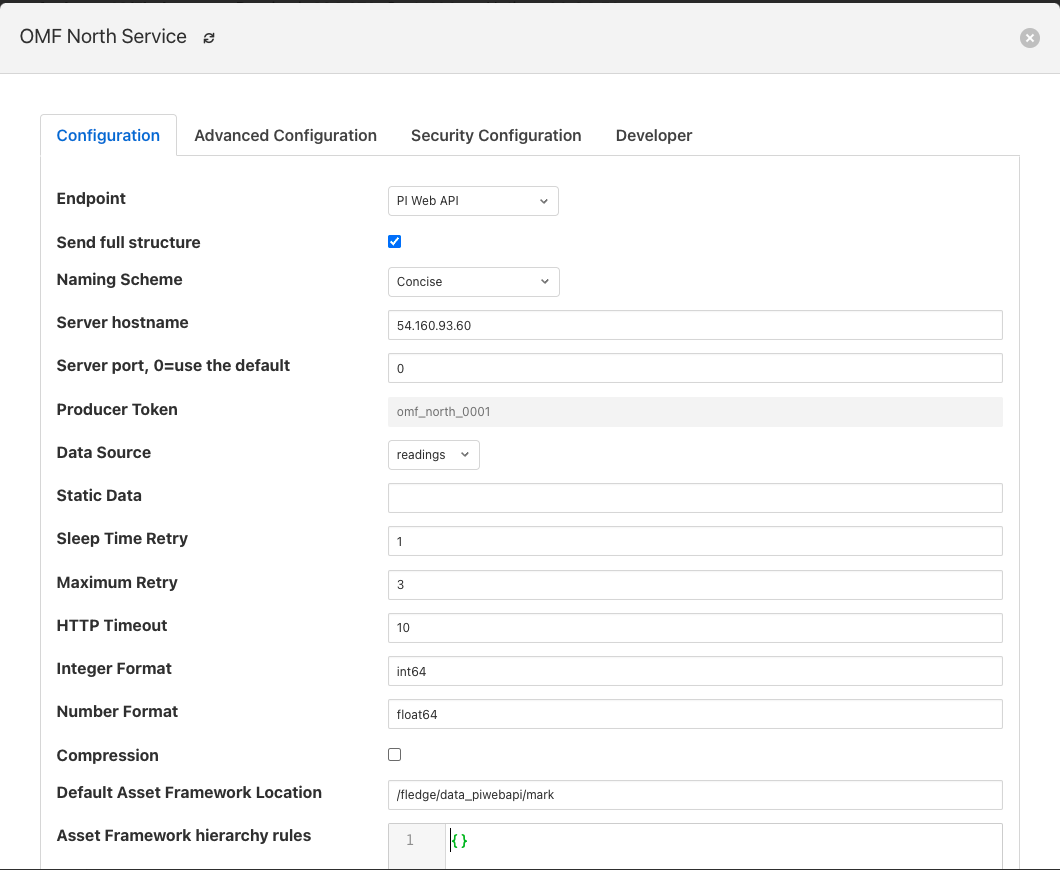 OMF North Service
Configuration Advanced Configuration Security Configuration Developer
Endpoint PI Web API
Send full structure
Naming Scheme Concise
Server hostname 54.160.93.60
Server port, 0=use the default 0
Producer Token omf_north_0001
Data Source readings
Static Data
Sleep Time Retry 1
Maximum Retry 3
HTTP Timeout 10
Integer Format int64
Number Format float64
Compression
Default Asset Framework Location /fledge/data_piwebapi/mark
Asset Framework hierarchy rules 1 {}